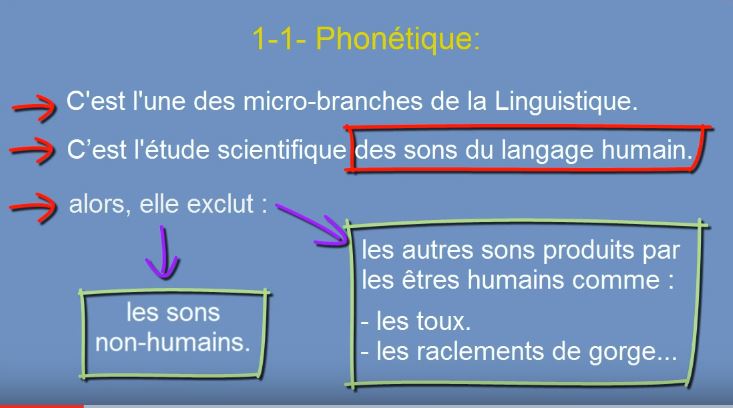 1-1- Phonétique:
C'est l'une des micro-branches de la Linguistique.
C’est l'étude scientifique des sons du langage humain.
alors, elle exclut :
les sons
non-humains.
les autres sons produits par
les êtres humains comme :
- les toux.
- les raclements de gorge...